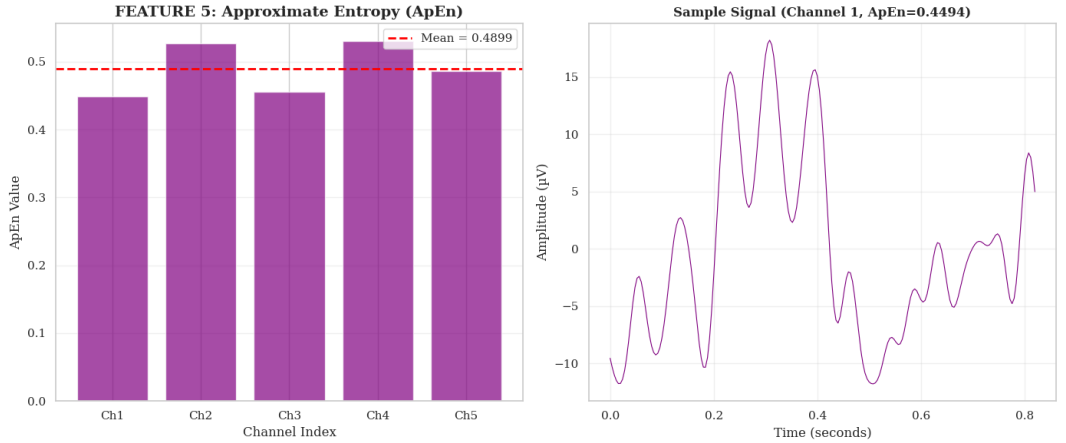 FEATURE 5: Approximate Entropy (ApEn)
Mean = 0.4899
0.5
0.4
0.3
0.2
0.1
0.0
ApEn Value
Ch1 Ch2 Ch3 Ch4 Ch5
Channel Index
Sample Signal (Channel 1, ApEn=0.4494)
15
10
5
0
−5
−10
Amplitude (µV)
0.0 0.2 0.4 0.6 0.8
Time (seconds)